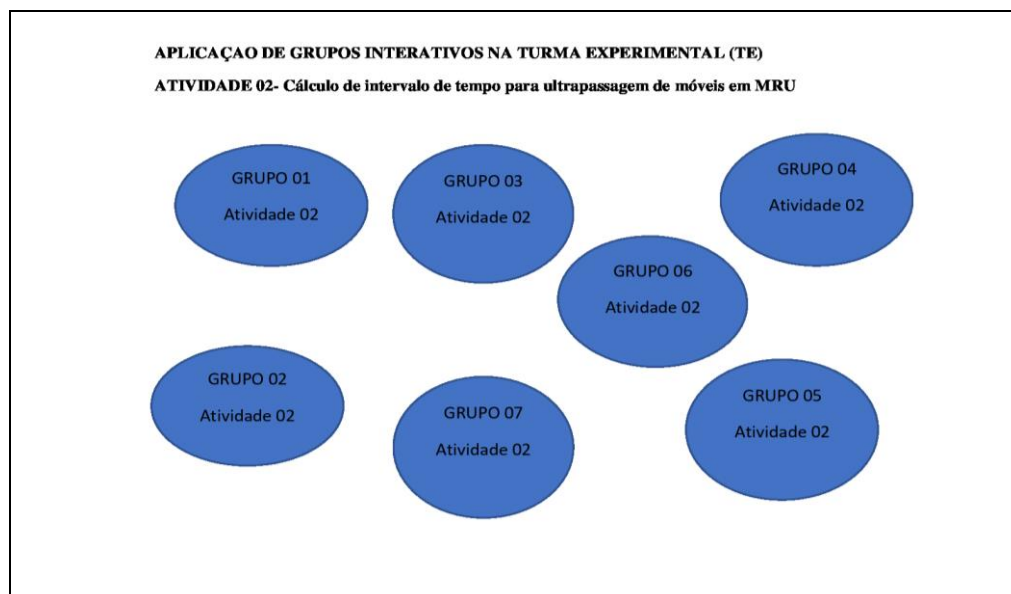 APLICAÇAO DE GRUPOS INTERATIVOS NA TURMA EXPERIMENTAL (TE)
ATIVIDADE 02- Cálculo de intervalo de tempo para ultrapassagem de móveis em MRU
GRUPO 01
Atividade 02
GRUPO 03
Atividade 02
GRUPO 04
Atividade 02
GRUPO 06
Atividade 02
GRUPO 02
Atividade 02
GRUPO 07
Atividade 02
GRUPO 05
Atividade 02